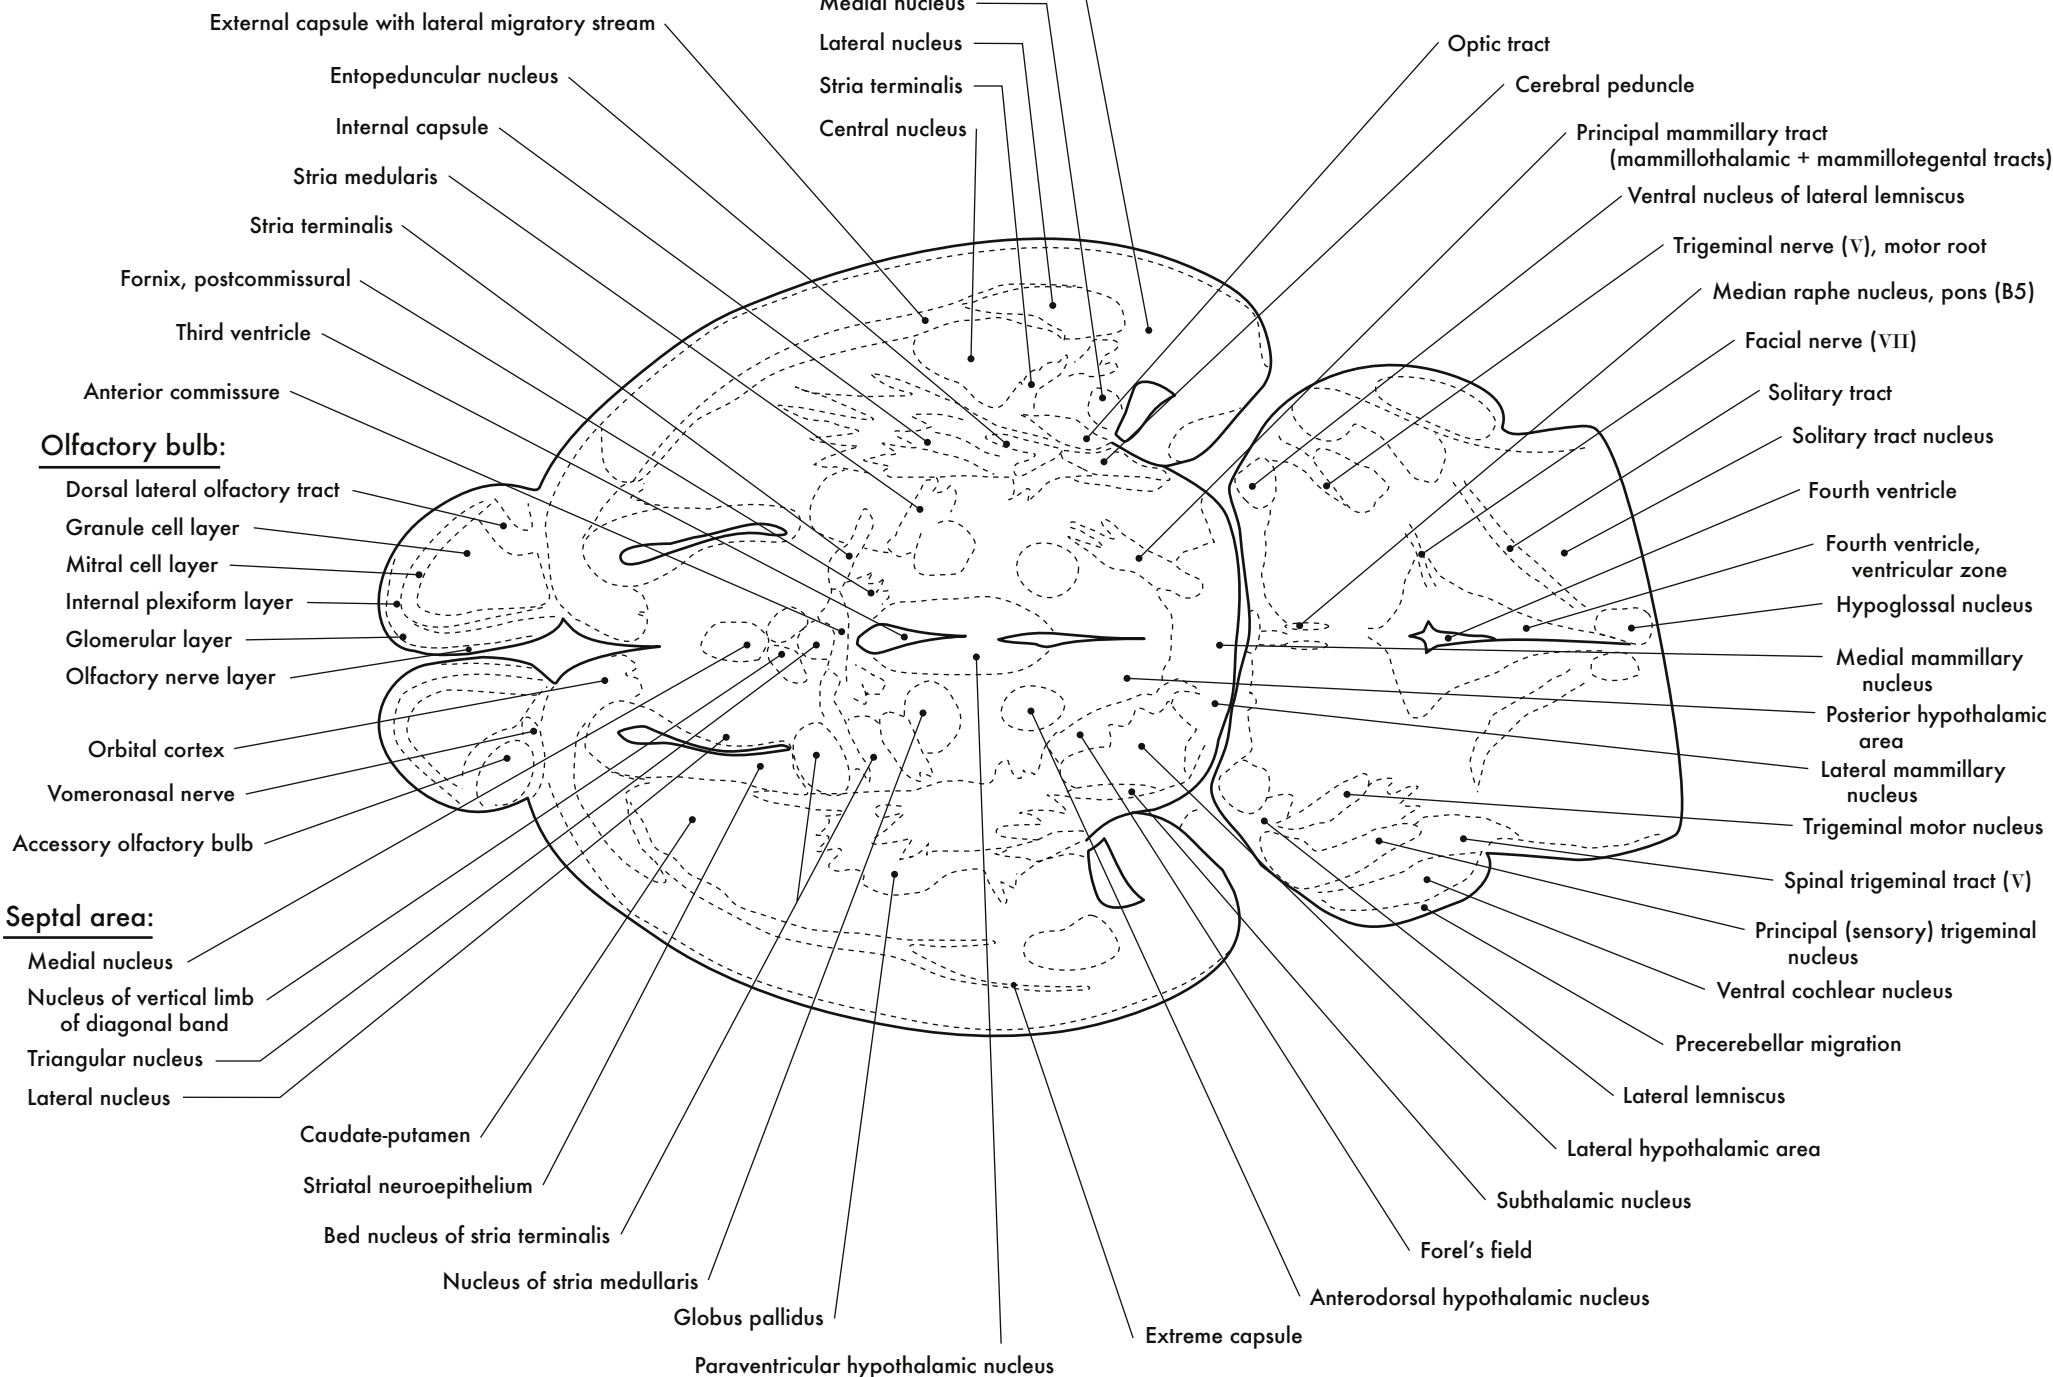 External capsule with lateral migratory stream
Entopeduncular nucleus
Internal capsule
Stria medularis
Stria terminalis
Fornix, postcommissural
Third ventricle
Anterior commissure
Olfactory bulb:
Dorsal lateral olfactory tract
Granule cell layer
Mitral cell layer
Internal plexiform layer
Glomerular layer
Olfactory nerve layer
Orbital cortex
Vomeronasal nerve
Accessory olfactory bulb
Septal area:
Medial nucleus
Nucleus of vertical limb
of diagonal band
Triangular nucleus
Lateral nucleus
Caudate-putamen
Striatal neuroepithelium
Bed nucleus of stria terminalis
Nucleus of stria medullaris
Globus pallidus
Paraventricular hypothalamic nucleus
Medial nucleus
Lateral nucleus
Stria terminalis
Central nucleus
Optic tract
Cerebral peduncle
Principal mammillary tract
(mammillothalamic + mammillotegental tracts)
Ventral nucleus of lateral lemniscus
Trigeminal nerve (V), motor root
Median raphe nucleus, pons (B5)
Facial nerve (VII)
Solitary tract
Solitary tract nucleus
Fourth ventricle
Fourth ventricle,
ventricular zone
Hypoglossal nucleus
Medial mammillary
nucleus
Posterior hypothalamic
area
Lateral mammillary
nucleus
Trigeminal motor nucleus
Spinal trigeminal tract (V)
Principal (sensory) trigeminal
nucleus
Ventral cochlear nucleus
Precerebellar migration
Lateral lemniscus
Lateral hypothalamic area
Subthalamic nucleus
Forel's field
Anterodorsal hypothalamic nucleus
Extreme capsule